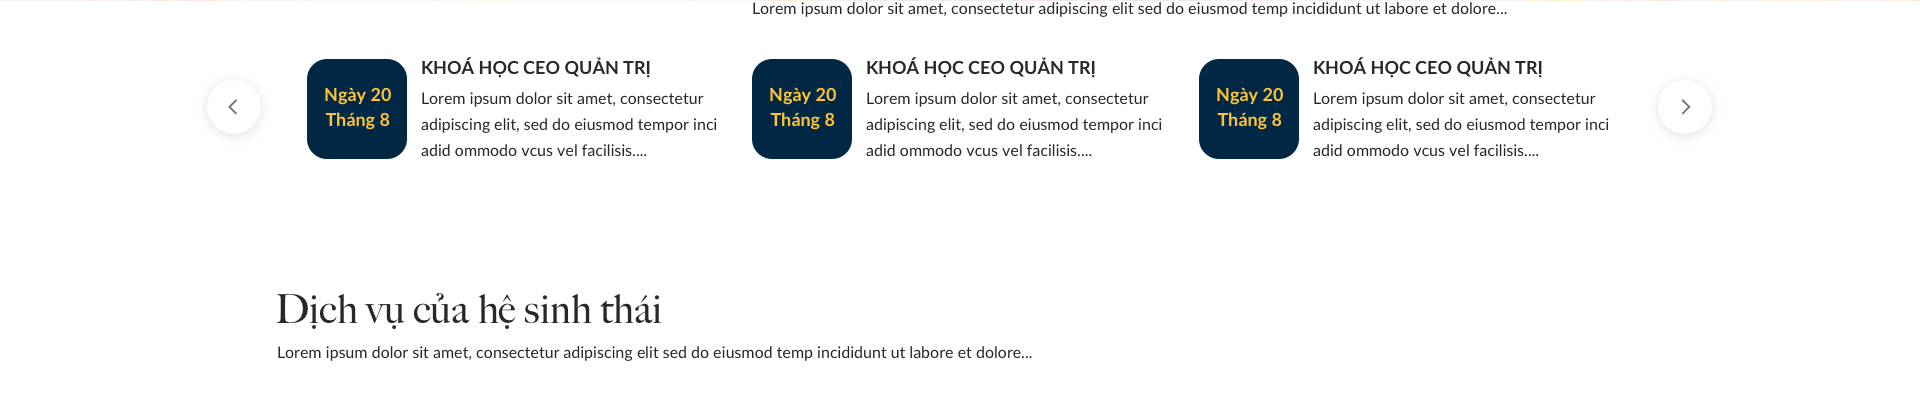 Lorem ipsum dolor sit amet, consectetur adipiscing elit sed do eiusmod temp incididunt ut labore et dolore...
Ngày 20
Tháng 8
KHOÁ HỌC CEO QUẢN TRỊ
Lorem ipsum dolor sit amet, consectetur
adipiscing elit, sed do eiusmod tempor inci
adid ommodo vcus vel facilisis....
Ngày 20
Tháng 8
KHOÁ HỌC CEO QUẢN TRỊ
Lorem ipsum dolor sit amet, consectetur
adipiscing elit, sed do eiusmod tempor inci
adid ommodo vcus vel facilisis....
Ngày 20
Tháng 8
KHOÁ HỌC CEO QUẢN TRỊ
Lorem ipsum dolor sit amet, consectetur
adipiscing elit, sed do eiusmod tempor inci
adid ommodo vcus vel facilisis....
Dịch vụ của hệ sinh thái
Lorem ipsum dolor sit amet, consectetur adipiscing elit sed do eiusmod temp incididunt ut labore et dolore...